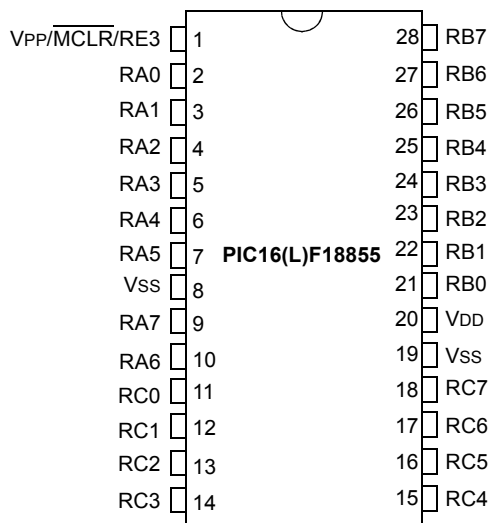 VPP/MCLR/RE3 1 28 RB7
RA0 2 27 RB6
RA1 3 26 RB5
RA2 4 25 RB4
RA3 5 24 RB3
RA4 6 23 RB2
RA5 7 PIC16(L)F18855 22 RB1
VSS 8 21 RB0
RA7 9 20 VDD
RA6 10 19 VSS
RC0 11 18 RC7
RC1 12 17 RC6
RC2 13 16 RC5
RC3 14 15 RC4